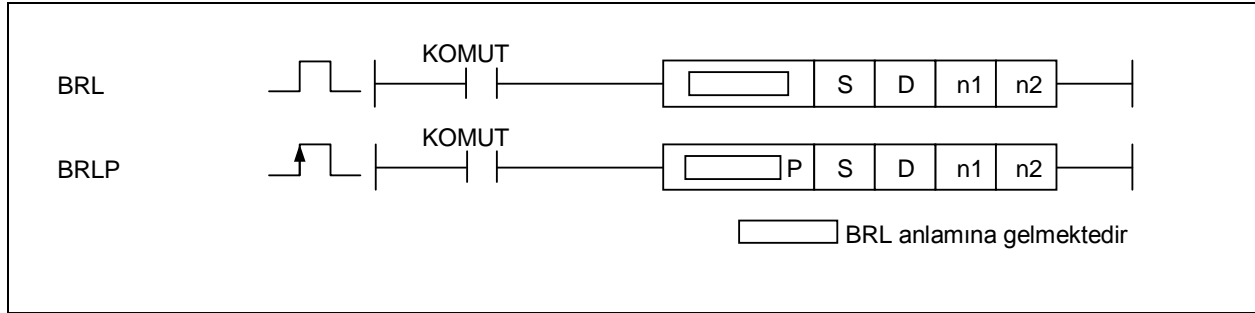 KOMUT
BRL S D n1 n2
KOMUT
BRLP P S D n1 n2
BRL anlamına gelmektedir